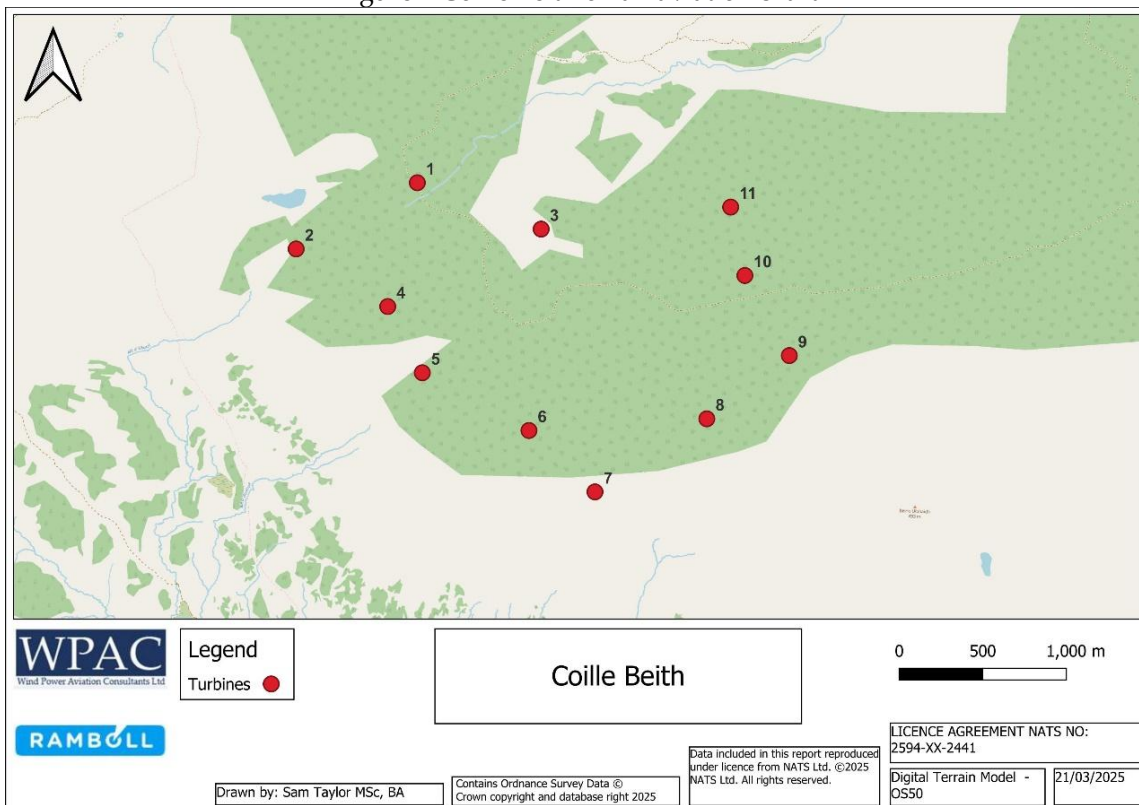 1
11
3
2
10
4
9
5
8
6
7
WPAC
Wind Power Aviation Consultants Ltd
RAMBOLL
Legend
Turbines
Coille Beith
0 500 1,000 m
LICENCE AGREEMENT NATS NO:
2594-XX-2441
Data included in this report reproduced
under licence from NATS Ltd. ©2025
NATS Ltd. All rights reserved.
Digital Terrain Model -
OS50
21/03/2025
Drawn by: Sam Taylor MSc, BA
Contains Ordnance Survey Data ©
Crown copyright and database right 2025